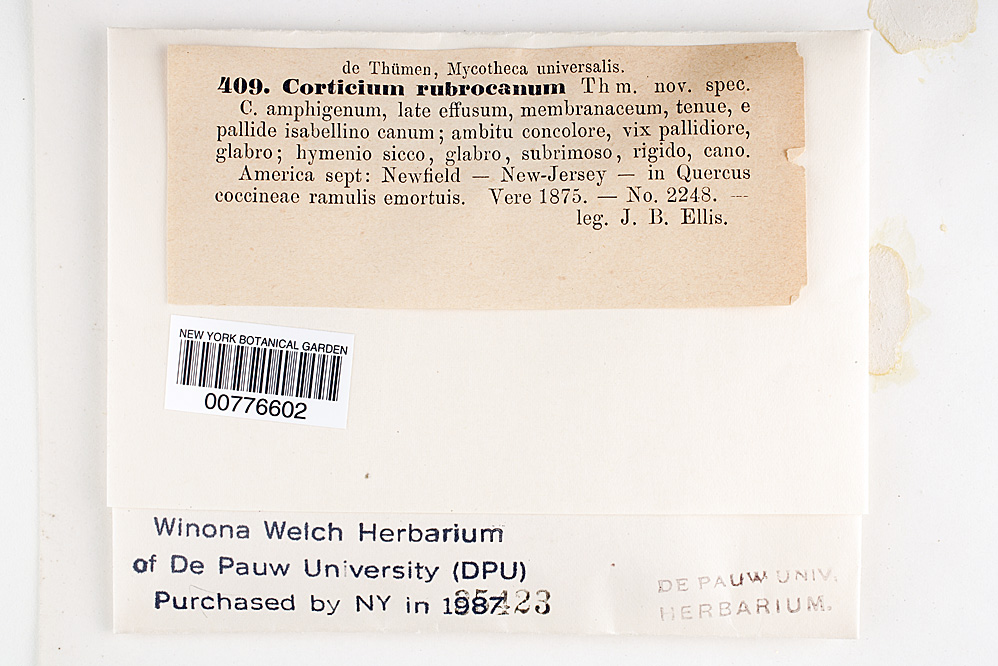 de Thümen, Mycotheca universalis.
409. Corticium rubrocanum Thm. nov. spec.
C. amphigenum, late effusum, membranaceum, tenue, e
pallide isabellino canum; ambitu concolore, vix pallidiore,
glabro; hymenio sicco, glabro, subrimoso, rigido, cano.
America sept: Newfield — New-Jersey — in Quercus
coccineae ramulis emortuis. Vere 1875. — No. 2248. —
leg. J. B. Ellis.
NEW YORK BOTANICAL GARDEN
00776602
Winona Welch Herbarium
of De Pauw University (DPU)
Purchased by NY in 1987
DE PAUW UNIV.
HERBARIUM.